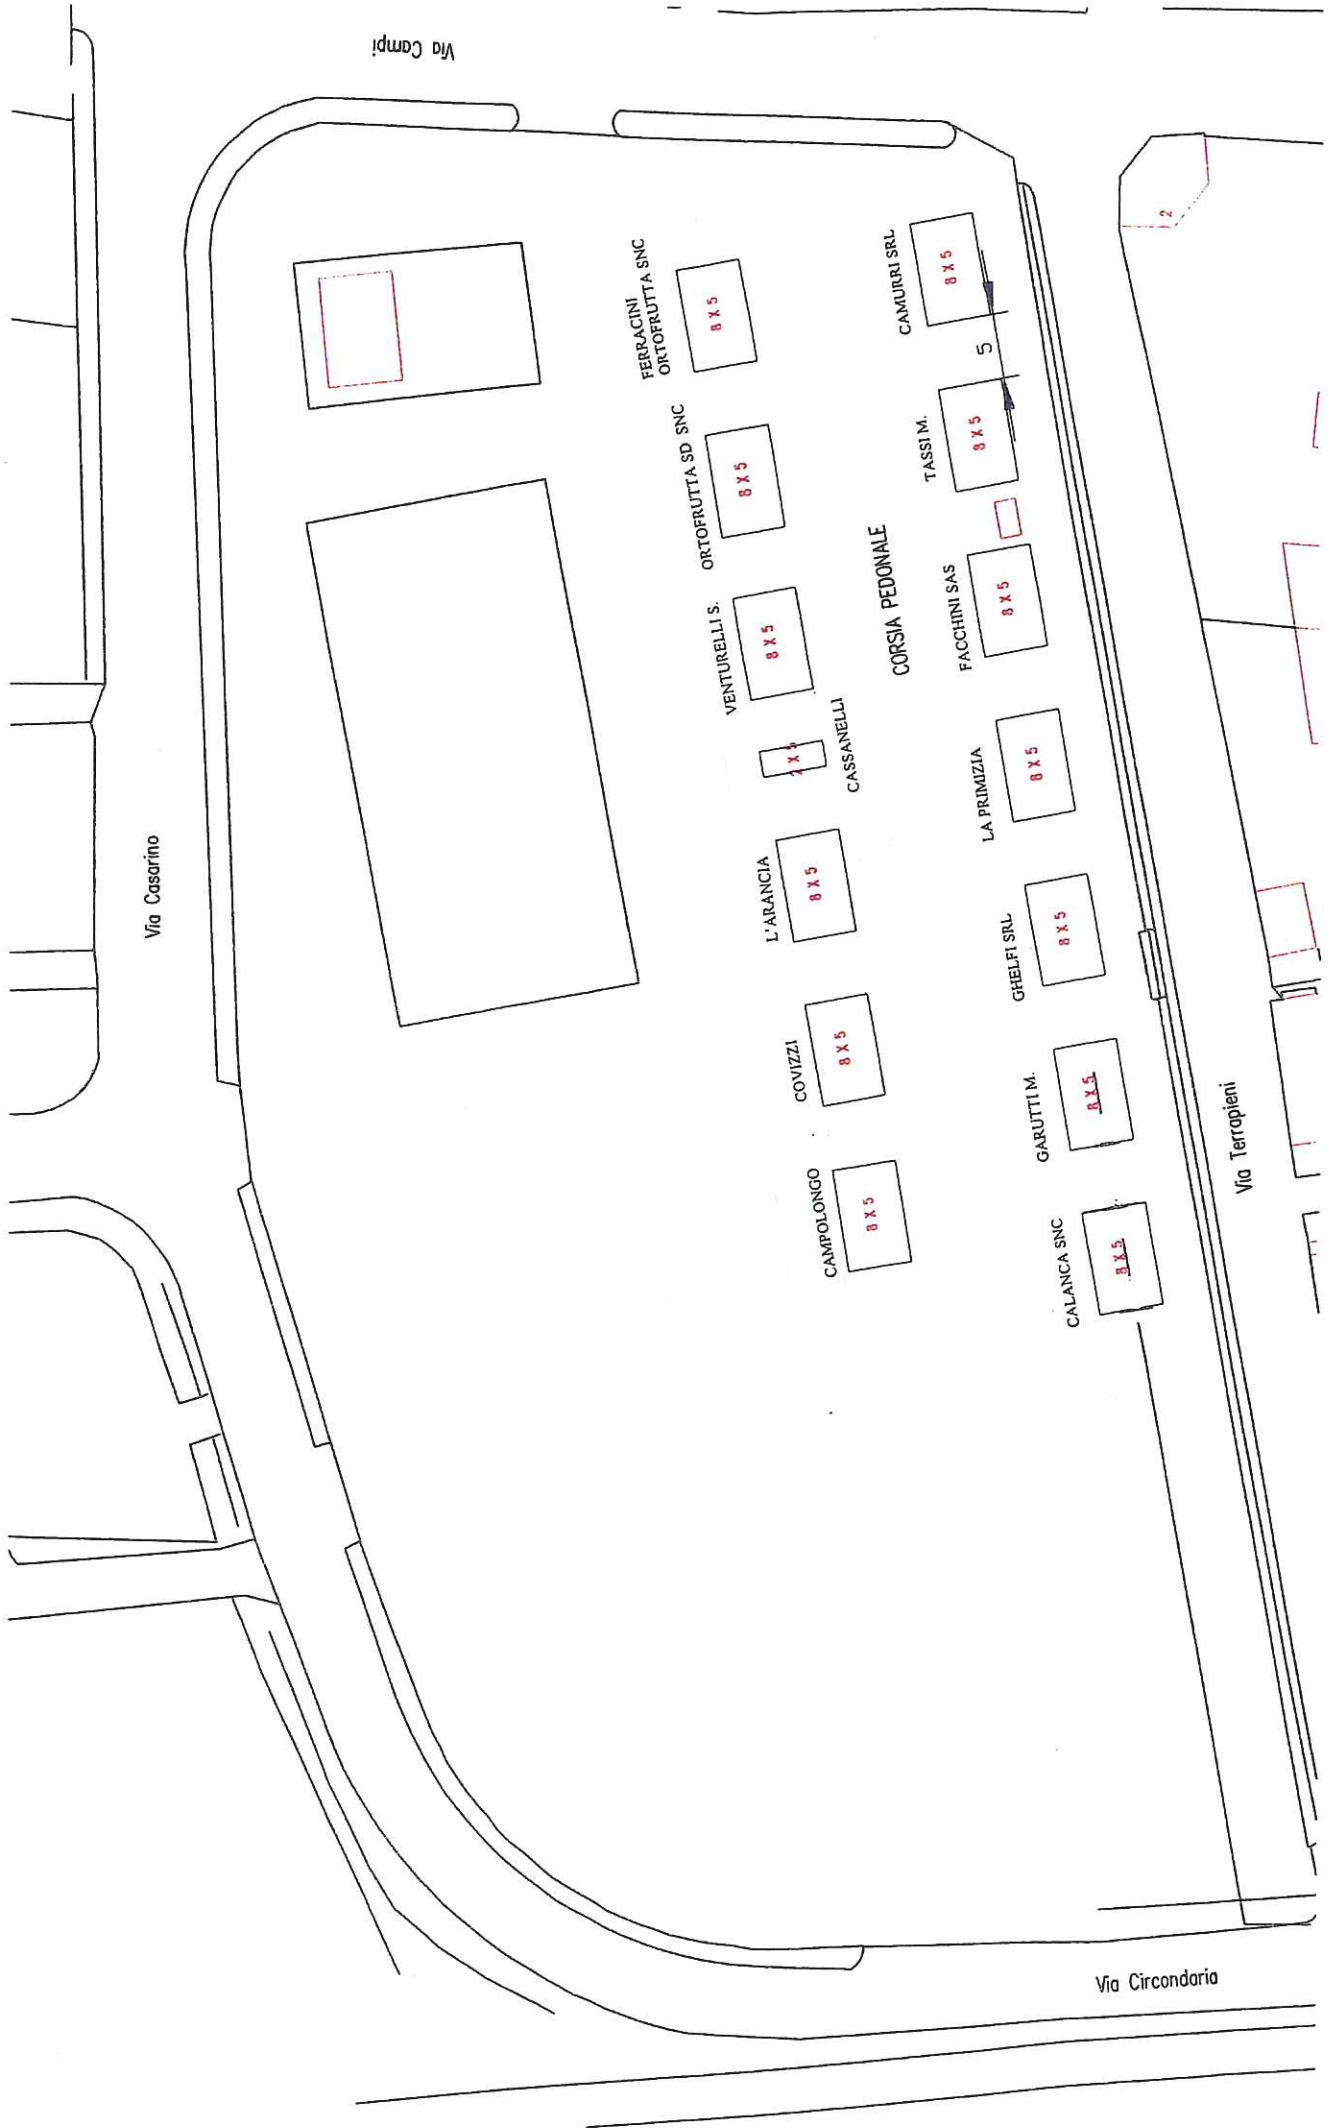 Via Campi
Via Casarino
FERRACINI
ORTOFRUTTA SNC
8 X 5
ORTOFRUTTA SD SNC
8 X 5
VENTURELLI S.
8 X 5
CASSANELLI
2 X 5
L'ARANCIA
8 X 5
COVIZZI
8 X 5
CAMPOLONGO
8 X 5
CORSIA PEDONALE
CAMURRI SRL
8 X 5
5
TASSI M.
8 X 5
FACCHINI SAS
8 X 5
LA PRIMIZIA
8 X 5
GHELFI SRL
8 X 5
GARUTTI M.
8 X 5
CALANCA SNC
8 X 5
2
Via Terrapieni
Via Circondaria